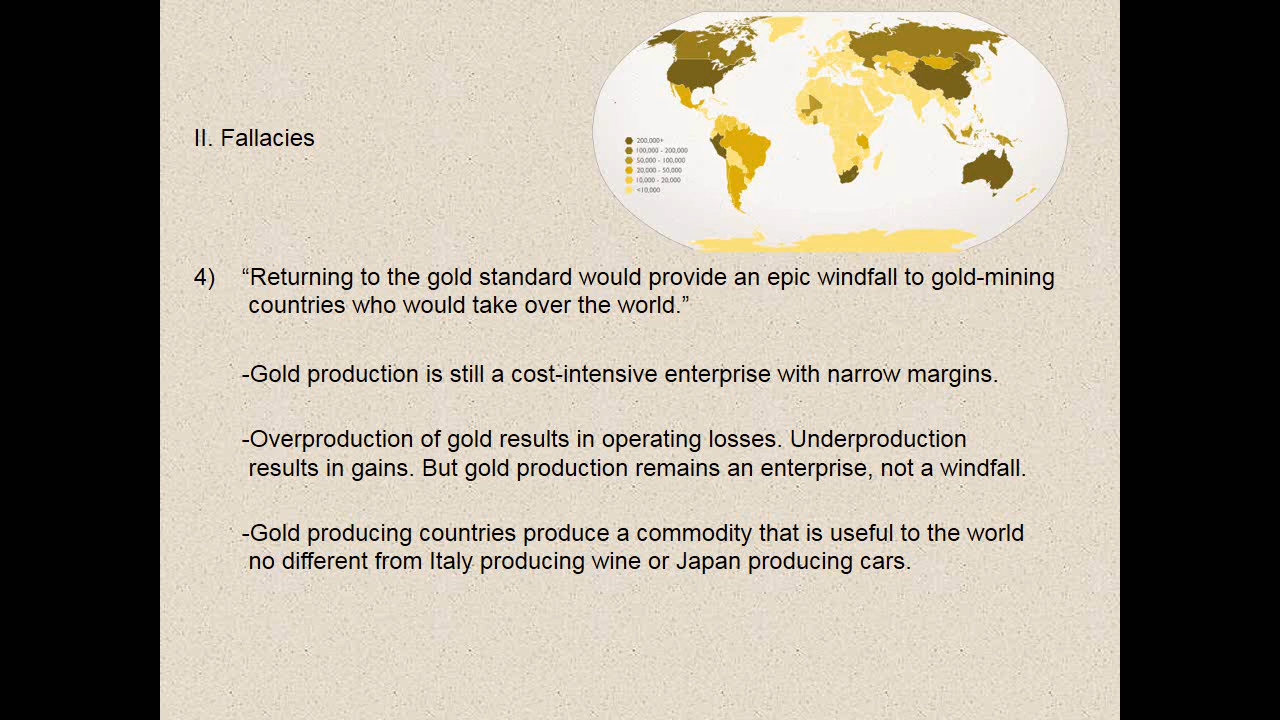 II. Fallacies
200,000+
100,000 - 200,000
50,000 - 100,000
20,000 - 50,000
10,000 - 20,000
<10,000
4) “Returning to the gold standard would provide an epic windfall to gold-mining
countries who would take over the world.”
-Gold production is still a cost-intensive enterprise with narrow margins.
-Overproduction of gold results in operating losses. Underproduction
results in gains. But gold production remains an enterprise, not a windfall.
-Gold producing countries produce a commodity that is useful to the world
no different from Italy producing wine or Japan producing cars.